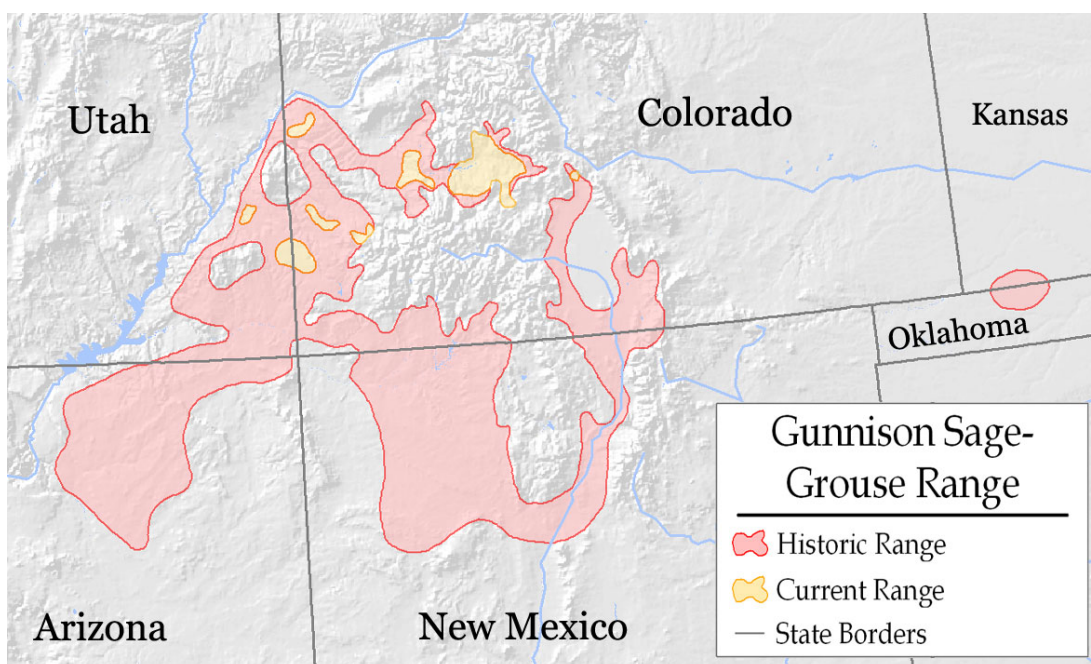 Utah
Colorado
Kansas
Oklahoma
Arizona
New Mexico
Gunnison Sage-
Grouse Range
Historic Range
Current Range
State Borders